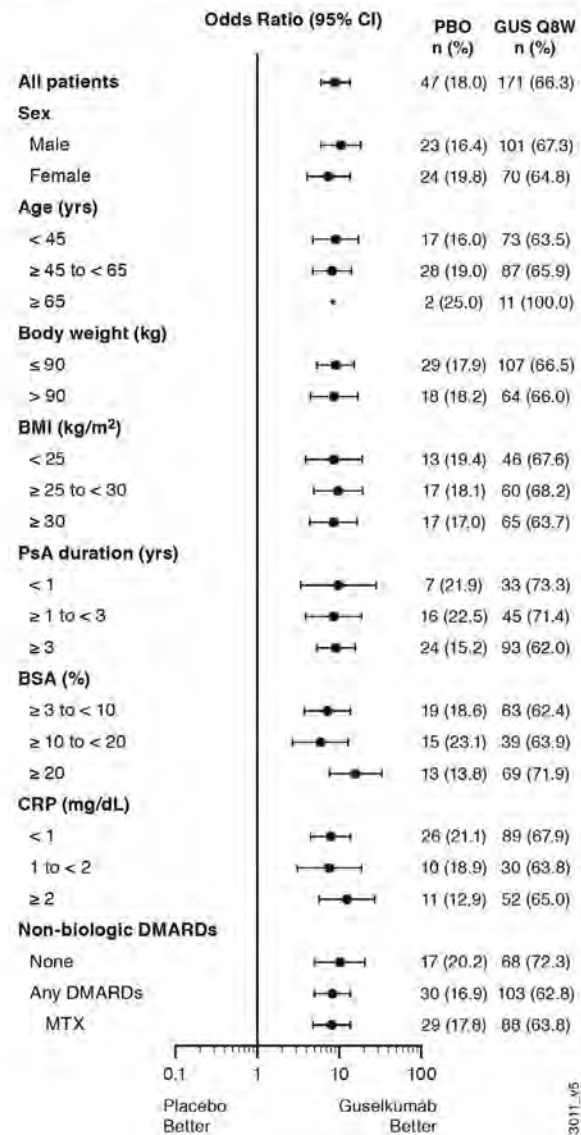 Odds Ratio (95% CI) PBO GUS Q8W
n (%) n (%)
All patients 47 (18.0) 171 (66.3)
Sex
Male 23 (16.4) 101 (67.3)
Female 24 (19.8) 70 (64.8)
Age (yrs)
< 45 17 (16.0) 73 (63.5)
≥ 45 to < 65 28 (19.0) 87 (65.9)
≥ 65 * 2 (25.0) 11 (100.0)
Body weight (kg)
≤ 90 29 (17.9) 107 (66.5)
> 90 18 (18.2) 64 (66.0)
BMI (kg/m²)
< 25 13 (19.4) 46 (67.6)
≥ 25 to < 30 17 (18.1) 60 (68.2)
≥ 30 17 (17.0) 65 (63.7)
PsA duration (yrs)
< 1 7 (21.9) 33 (73.3)
≥ 1 to < 3 16 (22.5) 45 (71.4)
≥ 3 24 (15.2) 93 (62.0)
BSA (%)
≥ 3 to < 10 19 (18.6) 63 (62.4)
≥ 10 to < 20 15 (23.1) 39 (63.9)
≥ 20 13 (13.8) 69 (71.9)
CRP (mg/dL)
< 1 26 (21.1) 89 (67.9)
1 to < 2 10 (18.9) 30 (63.8)
≥ 2 11 (12.9) 52 (65.0)
Non-biologic DMARDs
None 17 (20.2) 68 (72.3)
Any DMARDs 30 (16.9) 103 (62.8)
MTX 29 (17.8) 88 (63.8)
0.1 1 10 100
Placebo Guselkumab
Better Better
3011_v5